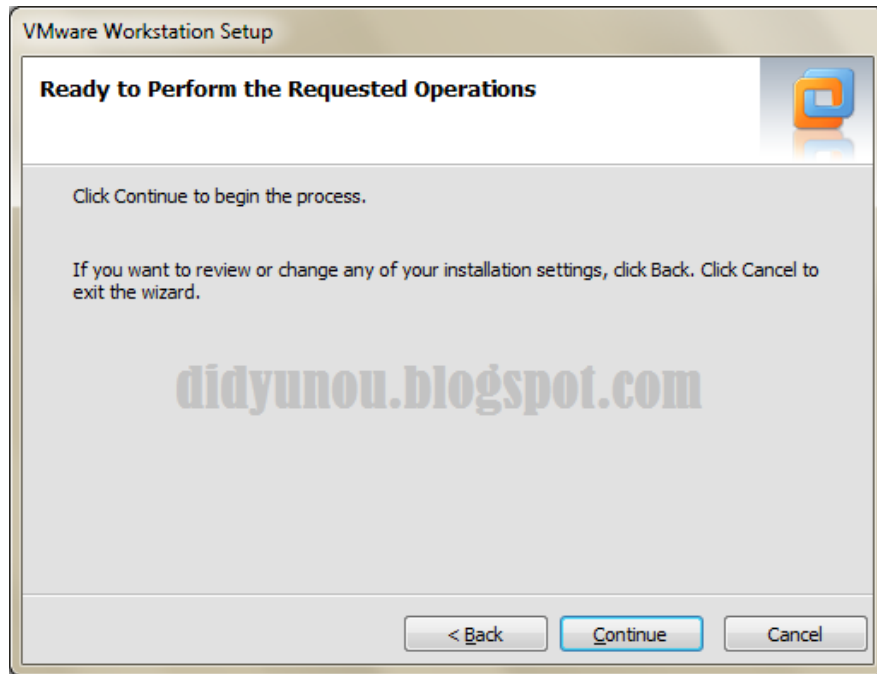 VMware Workstation Setup
Ready to Perform the Requested Operations
Click Continue to begin the process.
If you want to review or change any of your installation settings, click Back. Click Cancel to
exit the wizard.
didyunou.blogspot.com
< Back
Continue
Cancel